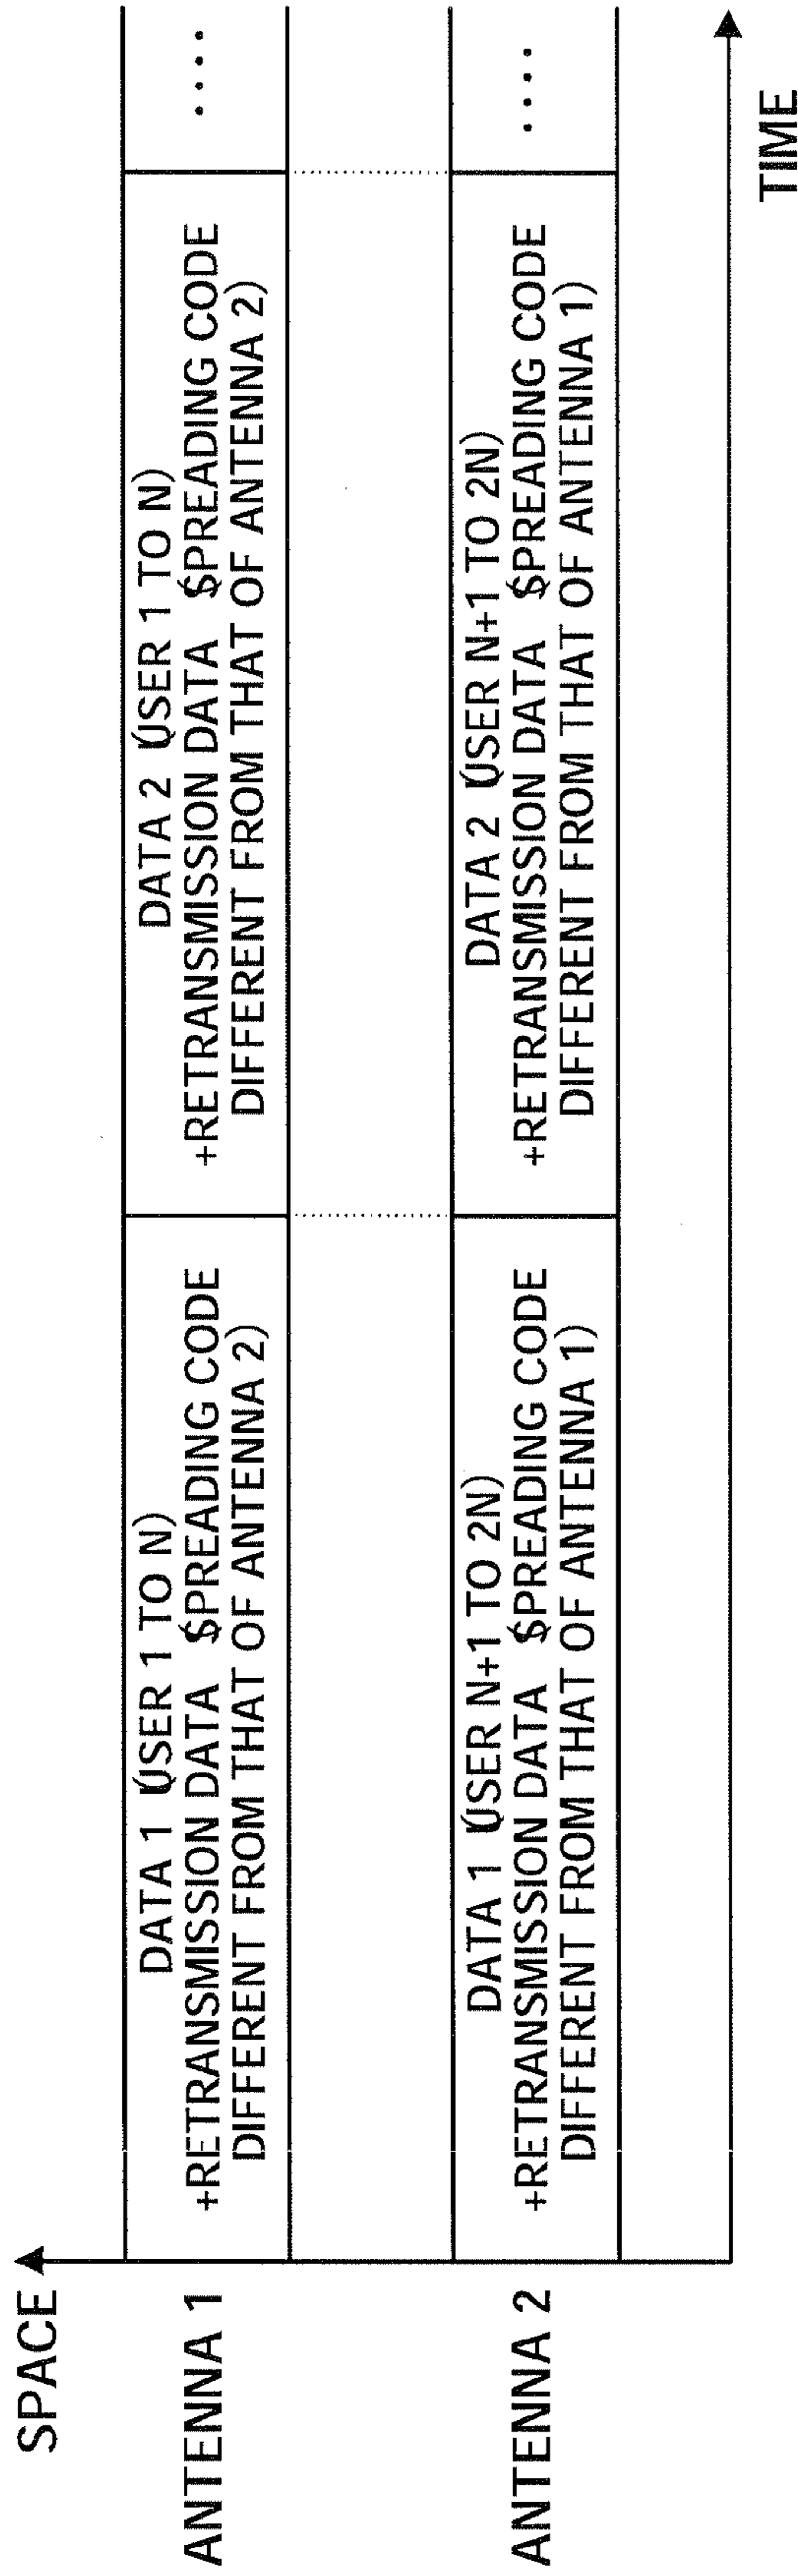 SPACE
ANTENNA 1
DATA 1 (USER 1 TO N)
+RETRANSMISSION DATA (SPREADING CODE
DIFFERENT FROM THAT OF ANTENNA 2)
DATA 2 (USER 1 TO N)
+RETRANSMISSION DATA (SPREADING CODE
DIFFERENT FROM THAT OF ANTENNA 2)
....
ANTENNA 2
DATA 1 (USER N+1 TO 2N)
+RETRANSMISSION DATA (SPREADING CODE
DIFFERENT FROM THAT OF ANTENNA 1)
DATA 2 (USER N+1 TO 2N)
+RETRANSMISSION DATA (SPREADING CODE
DIFFERENT FROM THAT OF ANTENNA 1)
....
TIME